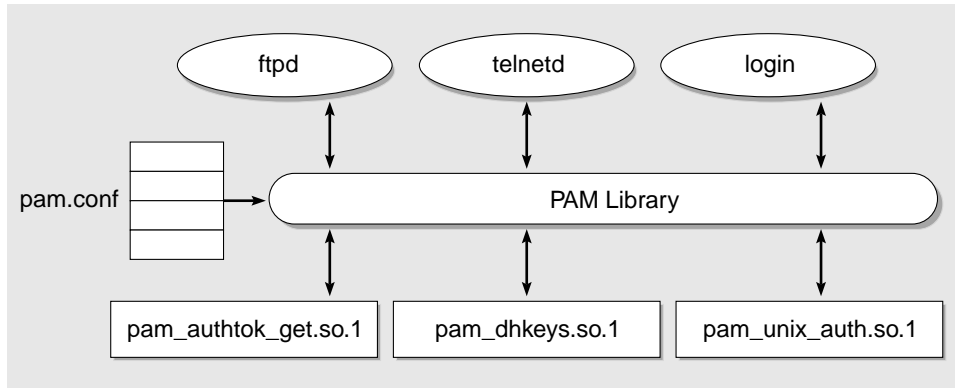 ftpd
telnetd
login
pam.conf
PAM Library
pam_authtok_get.so.1
pam_dhkeys.so.1
pam_unix_auth.so.1